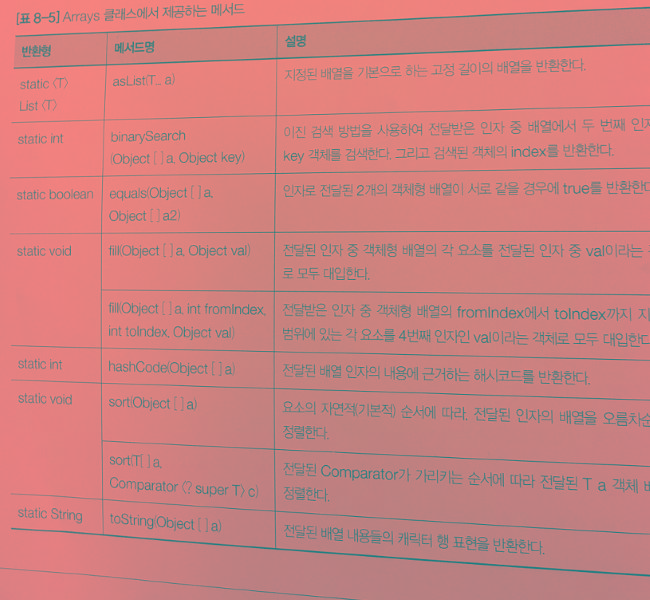 [표 8-5] Arrays 클래스에서 제공하는 메서드
반환형 메서드명 설명
static 〈T〉 asList(T... a) 지정된 배열을 기본으로 하는 고정 길이의 배열을 반환한다.
List 〈T〉
static int binarySearch 이진 검색 방법을 사용하여 전달받은 인자 중 배열에서 두 번째
(Object [ ] a, Object key) key 객체를 검색한다. 그리고 검색된 객체의 index를 반환한다.
static boolean equals(Object [ ] a, 인자로 전달된 2개의 객체형 배열이 서로 같을 경우에 true를 반환한다
Object [ ] a2)
static void fill(Object [ ] a, Object val) 전달된 인자 중 객체형 배열의 각 요소를 전달된 인자 중 val이라는
로 모두 대입한다.
fill(Object [ ] a, int fromIndex, 전달받은 인자 중 객체형 배열의 fromIndex에서 toIndex까지
int toIndex, Object val) 범위에 있는 각 요소를 4번째 인자인 val이라는 객체로 모두 대입한다
static int hashCode(Object [ ] a) 전달된 배열 인자의 내용에 근거하는 해시코드를 반환한다.
static void sort(Object [ ] a) 요소의 자연적(기본적) 순서에 따라, 전달된 인자의 배열을 오름차순
정렬한다.
sort(T[ ] a, 전달된 Comparator가 가리키는 순서에 따라 전달된 T a 객체
Comparator 〈? super T〉 c) 정렬한다.
static String toString(Object [ ] a) 전달된 배열 내용들의 캐릭터 행 표현을 반환한다.